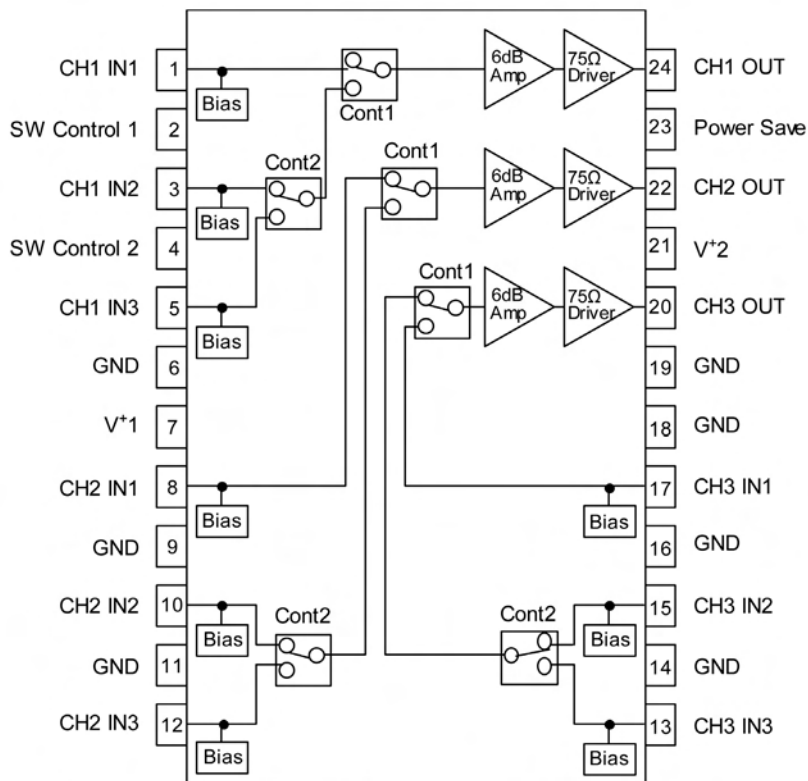 CH1 IN1
1
Bias
SW Control 1
2
CH1 IN2
3
Bias
SW Control 2
4
CH1 IN3
5
Bias
GND
6
V⁺1
7
CH2 IN1
8
Bias
GND
9
CH2 IN2
10
Bias
GND
11
CH2 IN3
12
Bias
Cont1
Cont2
Cont1
Cont1
Cont2
Cont2
6dB
Amp
75Ω
Driver
6dB
Amp
75Ω
Driver
6dB
Amp
75Ω
Driver
24
CH1 OUT
23
Power Save
22
CH2 OUT
21
V⁺2
20
CH3 OUT
19
GND
18
GND
17
CH3 IN1
Bias
16
GND
15
CH3 IN2
Bias
14
GND
13
CH3 IN3
Bias